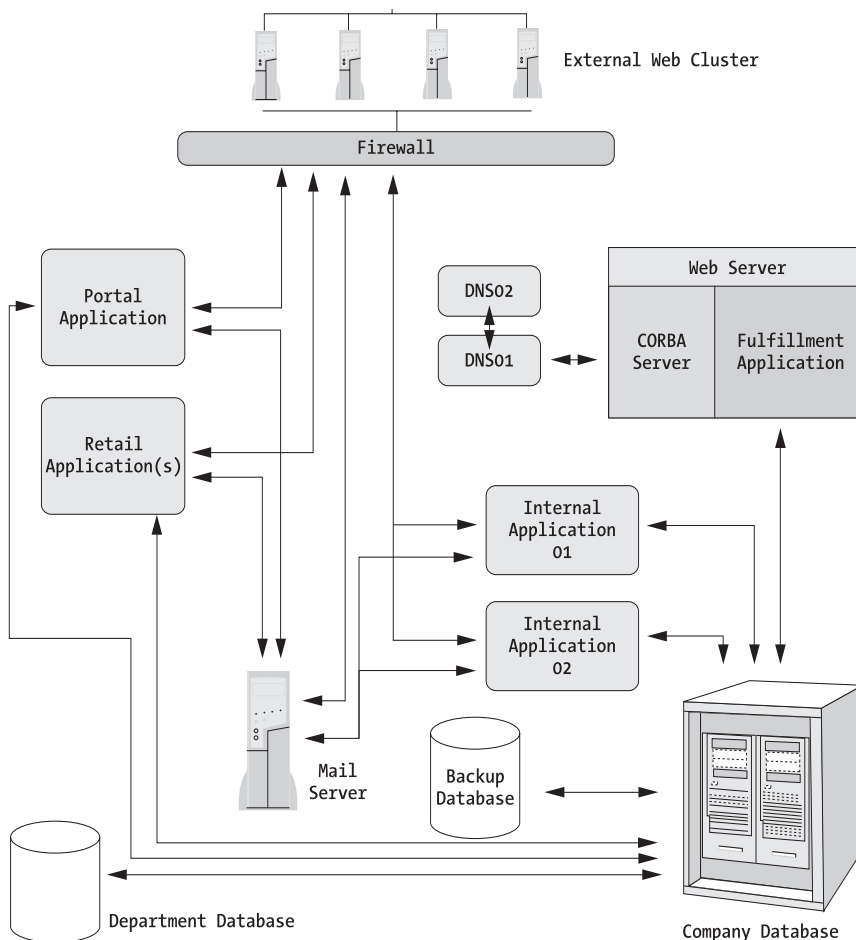 External Web Cluster
Firewall
Web Server
Portal
Application
DNS02
DNS01
CORBA
Server
Fulfillment
Application
Retail
Application(s)
Internal
Application
01
Internal
Application
02
Mail
Server
Backup
Database
Department Database
Company Database